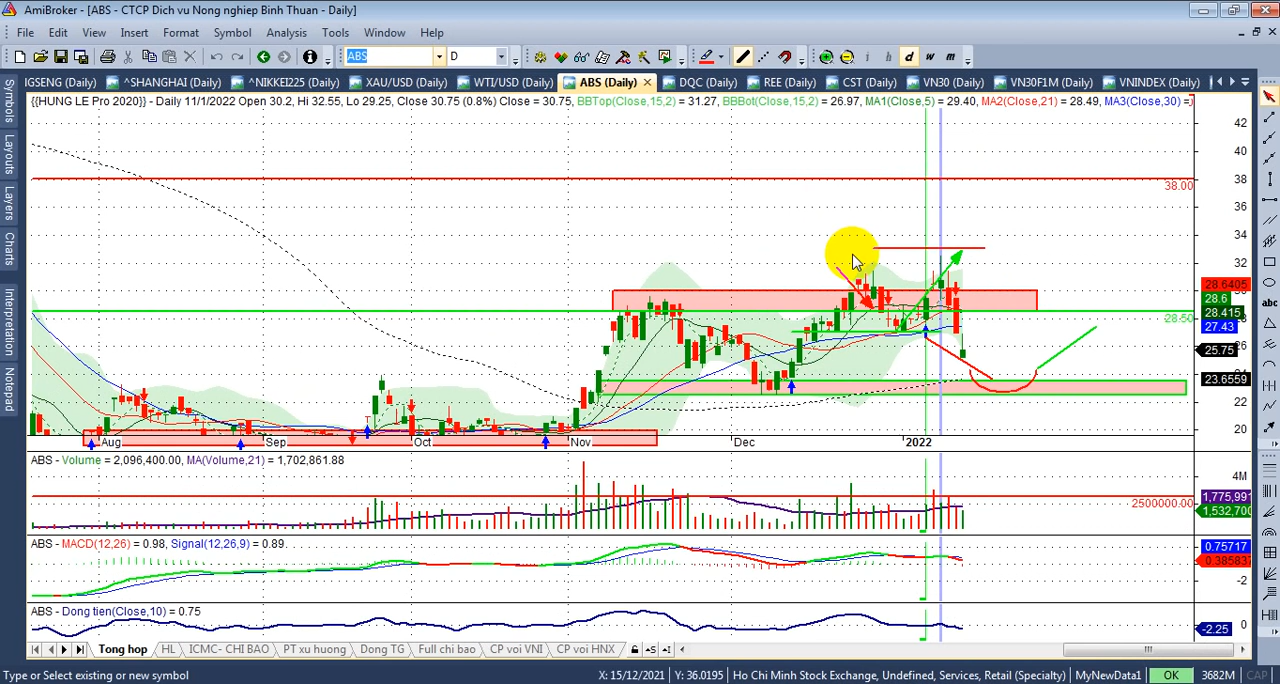 AmiBroker - [ABS - CTCP Dich vu Nong nghiep Binh Thuan - Daily]
File Edit View Insert Format Symbol Analysis Tools Window Help
ABS D i h d w m
IGSENG (Daily) ^SHANGHAI (Daily) ^NIKKEI225 (Daily) XAU/USD (Daily) WTI/USD (Daily) ABS (Daily) DQC (Daily) REE (Daily) CST (Daily) VN30 (Daily) VN30F1M (Daily) VNINDEX (Daily)
{{HUNG LE Pro 2020}} - Daily 11/1/2022 Open 30.2, Hi 32.55, Lo 29.25, Close 30.75 (0.8%) Close = 30.75, BBTop(Close,15,2) = 31.27, BBBot(Close,15,2) = 26.97, MA1(Close,5) = 29.40, MA2(Close,21) = 28.49, MA3(Close,30) =
Symbols
Layouts
Layers
Charts
Interpretation
Notepad
42
40
38
38.00
36
34
32
28.6405
28.6
28.415
28.50
27.43
26
25.75
24
23.6559
22
20
Aug Sep Oct Nov Dec 2022
ABS - Volume = 2,096,400.00, MA(Volume,21) = 1,702,861.88
4M
1,775,991
2500000.00
1,532,700
ABS - MACD(12,26) = 0.98, Signal(12,26,9) = 0.89
0.75717
0.385837
-2
ABS - Dong tien(Close,10) = 0.75
0
-2.25
abc
Tong hop HL ICMC- CHI BAO PT xu huong Dong TG Full chi bao CP voi VNI CP voi HNX
Type or Select existing or new symbol X: 15/12/2021 Y: 36.0195 Ho Chi Minh Stock Exchange, Undefined, Services, Retail (Specialty) MyNewData1 OK 3682M CAP